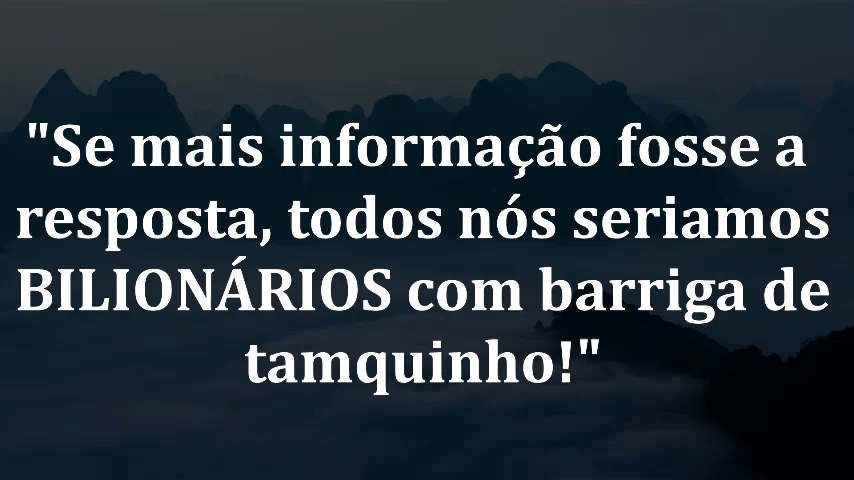 "Se mais informação fosse a
resposta, todos nós seriamos
BILIONÁRIOS com barriga de
tamquinho!"